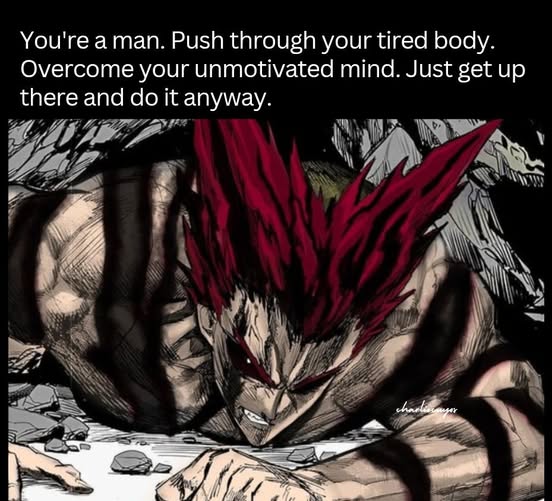 You're a man. Push through your tired body.
Overcome your unmotivated mind. Just get up
there and do it anyway.